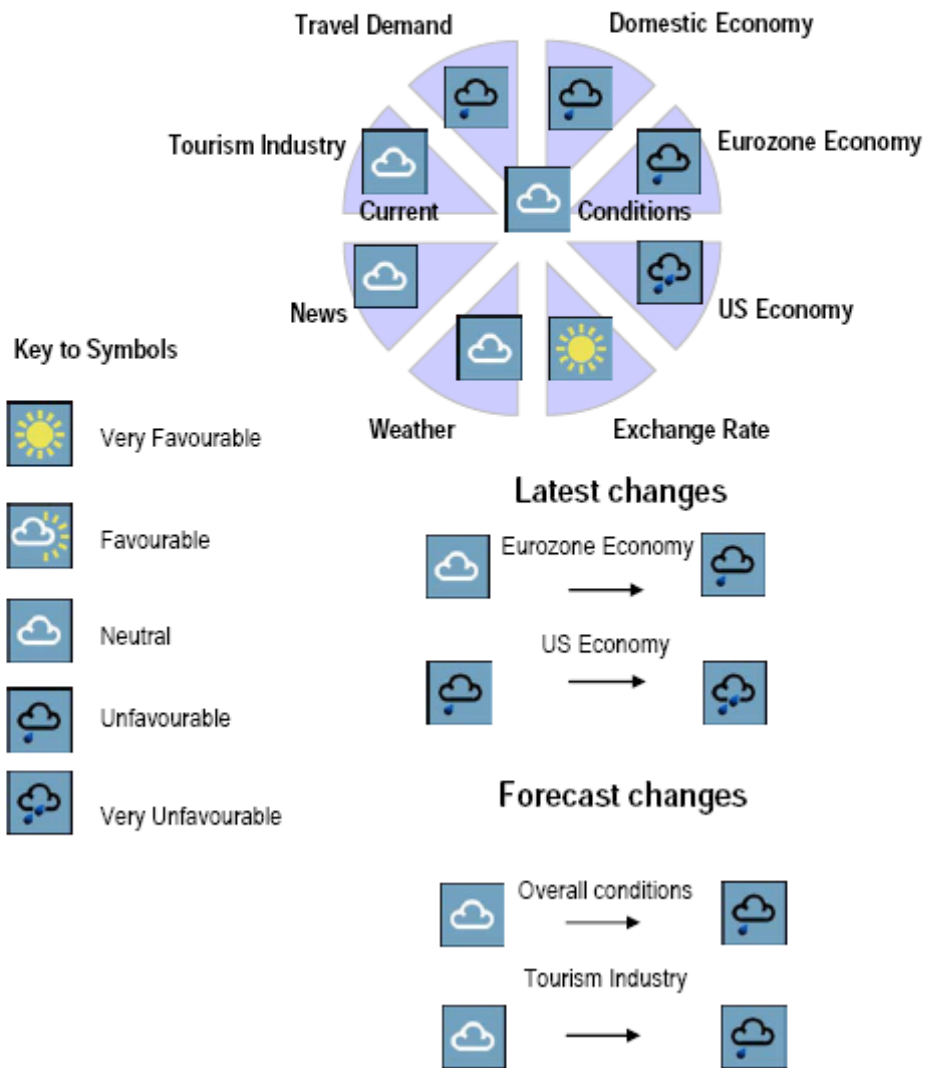 Travel Demand
Domestic Economy
Tourism Industry
Eurozone Economy
Current
Conditions
News
US Economy
Key to Symbols
Weather
Exchange Rate
Very Favourable
Latest changes
Favourable
Eurozone Economy
Neutral
US Economy
Unfavourable
Forecast changes
Very Unfavourable
Overall conditions
Tourism Industry